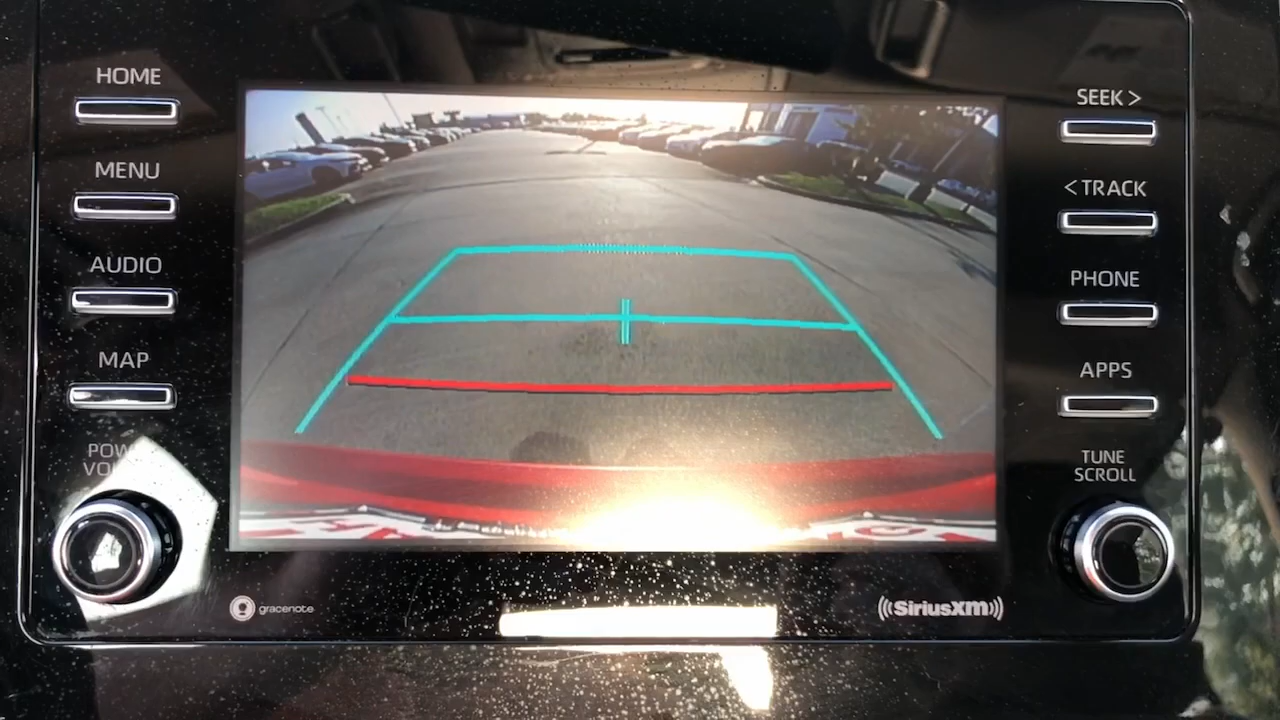 HOME
MENU
AUDIO
MAP
SEEK >
< TRACK
PHONE
APPS
TUNE
SCROLL
gracenote
SiriusXM